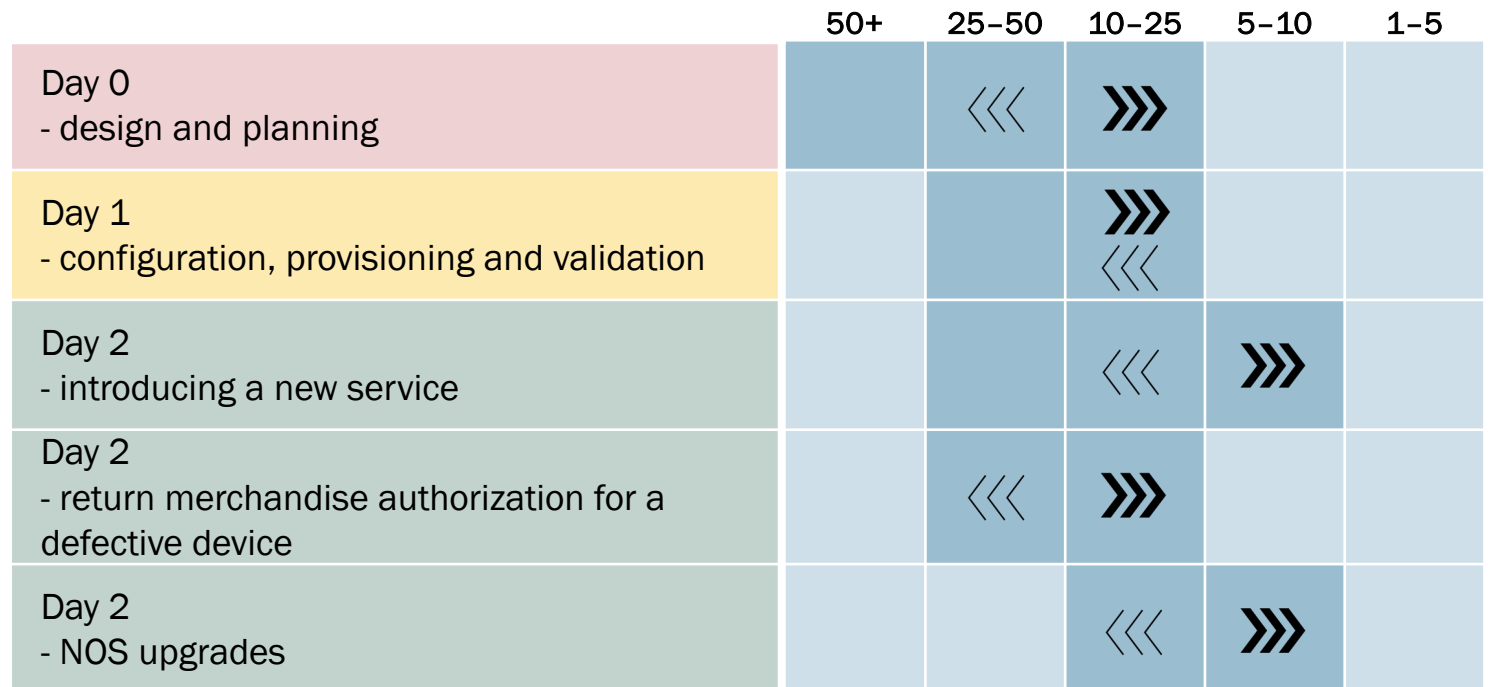 50+ 25–50 10–25 5–10 1–5
Day 0
- design and planning
Day 1
- configuration, provisioning and validation
Day 2
- introducing a new service
Day 2
- return merchandise authorization for a
defective device
Day 2
- NOS upgrades